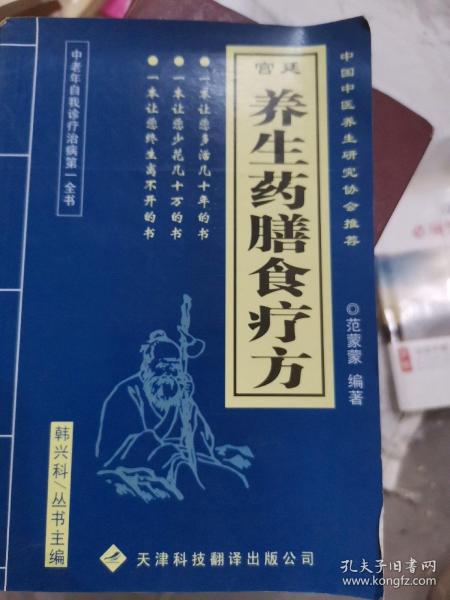 中国中医养生研究协会推荐
宫廷
养生药膳食疗方
◎范蒙蒙 编著
●一本让您多活几十年的书
●一本让您少花几十万的书
●一本让您终生离不开的书
中老年自我诊疗治病第一全书
韩兴科/丛书主编
天津科技翻译出版公司
孔夫子旧书网
www.kongfz.com